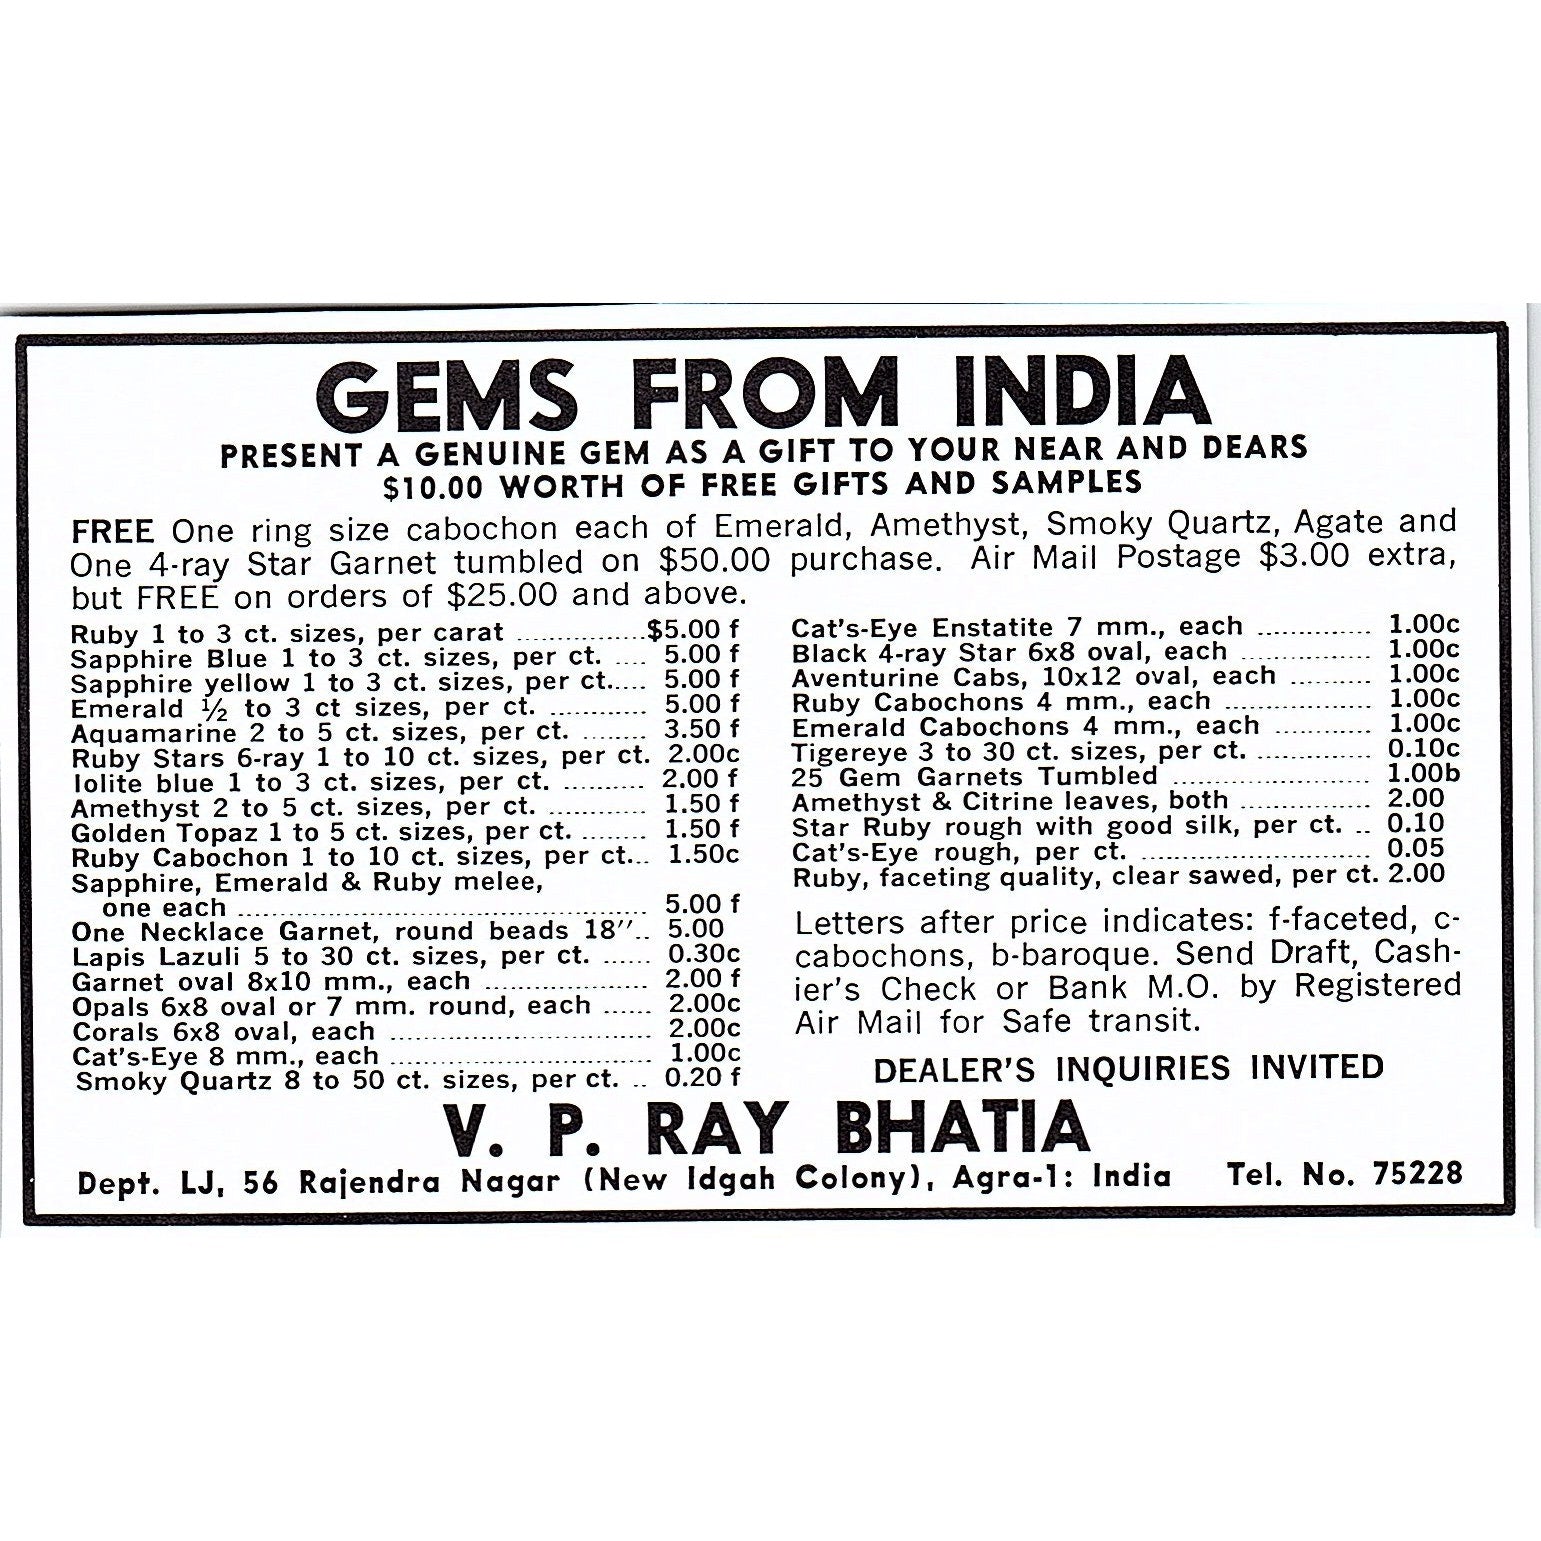 GEMS FROM INDIA
PRESENT A GENUINE GEM AS A GIFT TO YOUR NEAR AND DEARS
$10.00 WORTH OF FREE GIFTS AND SAMPLES
FREE One ring size cabochon each of Emerald, Amethyst, Smoky Quartz, Agate and
One 4-ray Star Garnet tumbled on $50.00 purchase. Air Mail Postage $3.00 extra,
but FREE on orders of $25.00 and above.
Ruby 1 to 3 ct. sizes, per carat ................$5.00 f
Sapphire Blue 1 to 3 ct. sizes, per ct. .... 5.00 f
Sapphire yellow 1 to 3 ct. sizes, per ct..... 5.00 f
Emerald ½ to 3 ct sizes, per ct. ............ 5.00 f
Aquamarine 2 to 5 ct. sizes, per ct. ........ 3.50 f
Ruby Stars 6-ray 1 to 10 ct. sizes, per ct. 2.00c
Iolite blue 1 to 3 ct. sizes, per ct. .......... 2.00 f
Amethyst 2 to 5 ct. sizes, per ct. ............ 1.50 f
Golden Topaz 1 to 5 ct. sizes, per ct. ........ 1.50 f
Ruby Cabochon 1 to 10 ct. sizes, per ct... 1.50c
Sapphire, Emerald & Ruby melee,
one each .................................................. 5.00 f
One Necklace Garnet, round beads 18″.. 5.00
Lapis Lazuli 5 to 30 ct. sizes, per ct. ...... 0.30c
Garnet oval 8x10 mm., each .................... 2.00 f
Opals 6x8 oval or 7 mm. round, each ...... 2.00c
Corals 6x8 oval, each ................................ 2.00c
Cat's-Eye 8 mm., each ................................ 1.00c
Smoky Quartz 8 to 50 ct. sizes, per ct. .. 0.20 f
Cat's-Eye Enstatite 7 mm., each .............. 1.00c
Black 4-ray Star 6x8 oval, each ................ 1.00c
Aventurine Cabs, 10x12 oval, each .......... 1.00c
Ruby Cabochons 4 mm., each .................. 1.00c
Emerald Cabochons 4 mm., each ............ 1.00c
Tigereye 3 to 30 ct. sizes, per ct. .............. 0.10c
25 Gem Garnets Tumbled ........................ 1.00b
Amethyst & Citrine leaves, both ................ 2.00
Star Ruby rough with good silk, per ct. .. 0.10
Cat's-Eye rough, per ct. ............................ 0.05
Ruby, faceting quality, clear sawed, per ct. 2.00
Letters after price indicates: f-faceted, c-
cabochons, b-baroque. Send Draft, Cash-
ier's Check or Bank M.O. by Registered
Air Mail for Safe transit.
DEALER'S INQUIRIES INVITED
V. P. RAY BHATIA
Dept. LJ, 56 Rajendra Nagar (New Idgah Colony), Agra-1: India Tel. No. 75228